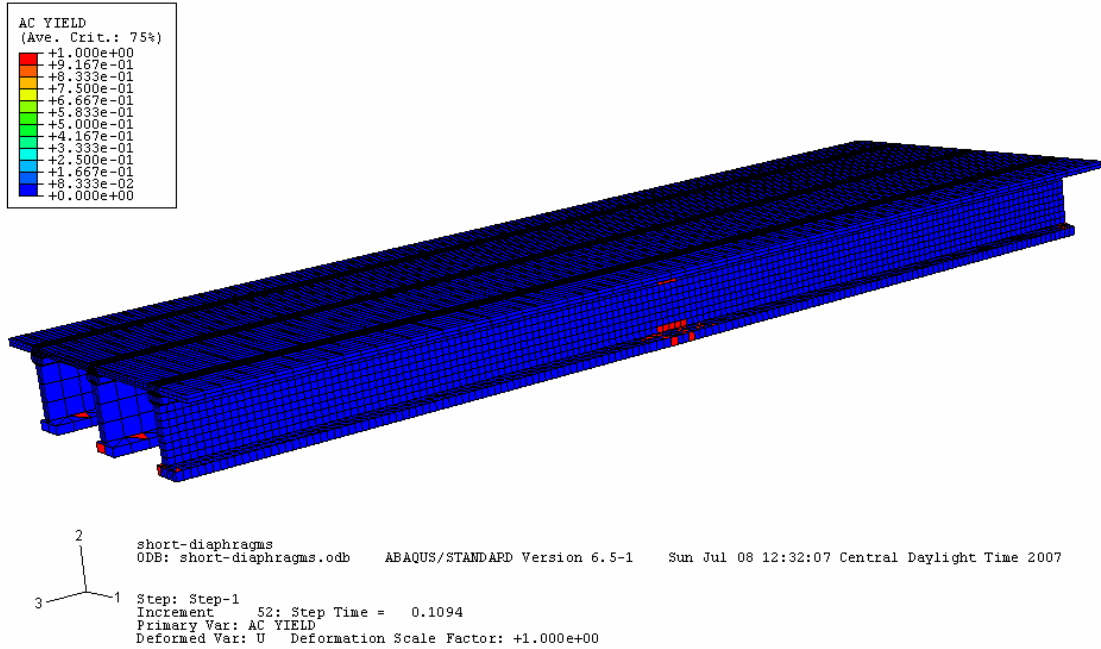 AC YIELD
(Ave. Crit.: 75%)
+1.000e+00
+9.167e-01
+8.333e-01
+7.500e-01
+6.667e-01
+5.833e-01
+5.000e-01
+4.167e-01
+3.333e-01
+2.500e-01
+1.667e-01
+8.333e-02
+0.000e+00
2
3
1
short-diaphragms
ODB: short-diaphragms.odb ABAQUS/STANDARD Version 6.5-1 Sun Jul 08 12:32:07 Central Daylight Time 2007
Step: Step-1
Increment 52: Step Time = 0.1094
Primary Var: AC YIELD
Deformed Var: U Deformation Scale Factor: +1.000e+00